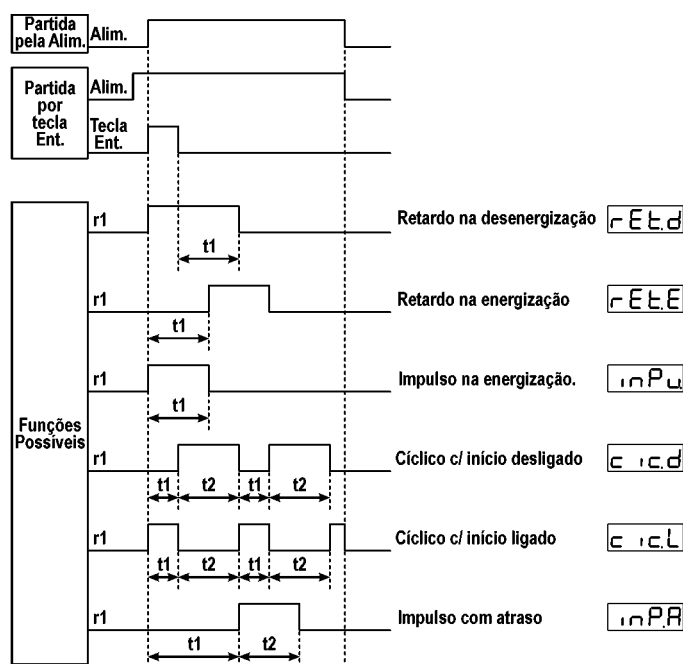 Partida
pela Alim.
Alim.
Partida
por
tecla
Ent.
Alim.
Tecla
Ent.
Funções
Possíveis
r1
t1
Retardo na desenergização
rEt.d
r1
t1
Retardo na energização
rEt.E
r1
t1
Impulso na energização.
inPu
r1
t1 t2 t1 t2
Cíclico c/ início desligado
cic.d
r1
t1 t2 t1 t2
Cíclico c/ início ligado
cic.L
r1
t1 t2
Impulso com atraso
inP.A